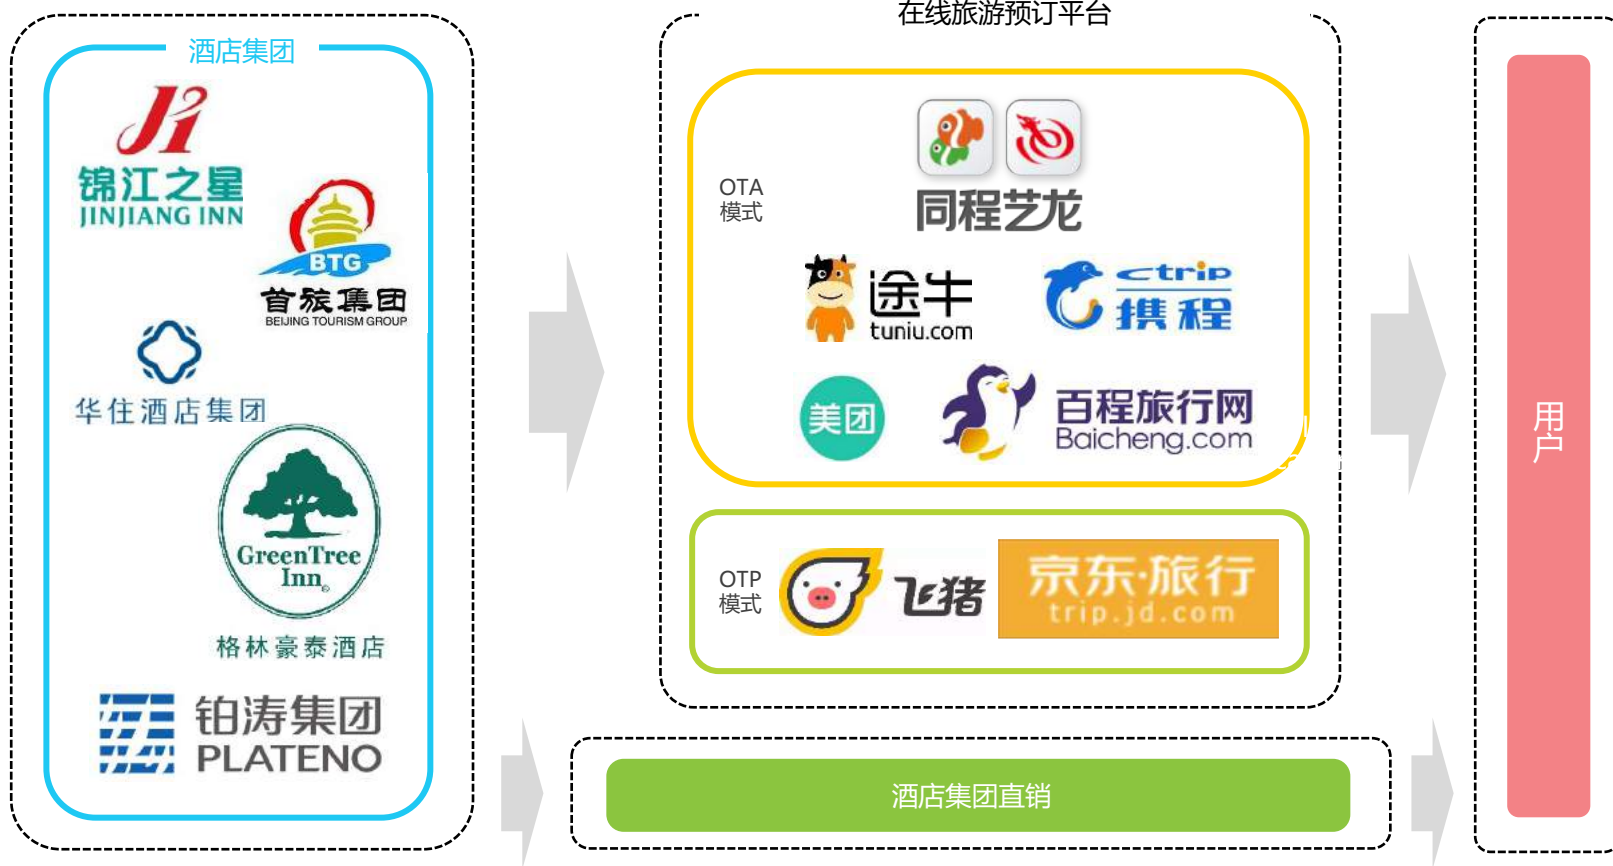 酒店集团
锦江之星
JINJIANG INN
BTG
首旅集团
BEIJING TOURISM GROUP
华住酒店集团
GreenTree
Inn
格林豪泰酒店
铂涛集团
PLATENO
在线旅游预订平台
OTA
模式
同程艺龙
途牛
tuniu.com
ctrip
携程
美团
百程旅行网
Baicheng.com
OTP
模式
飞猪
京东·旅行
trip.jd.com
酒店集团直销
用户